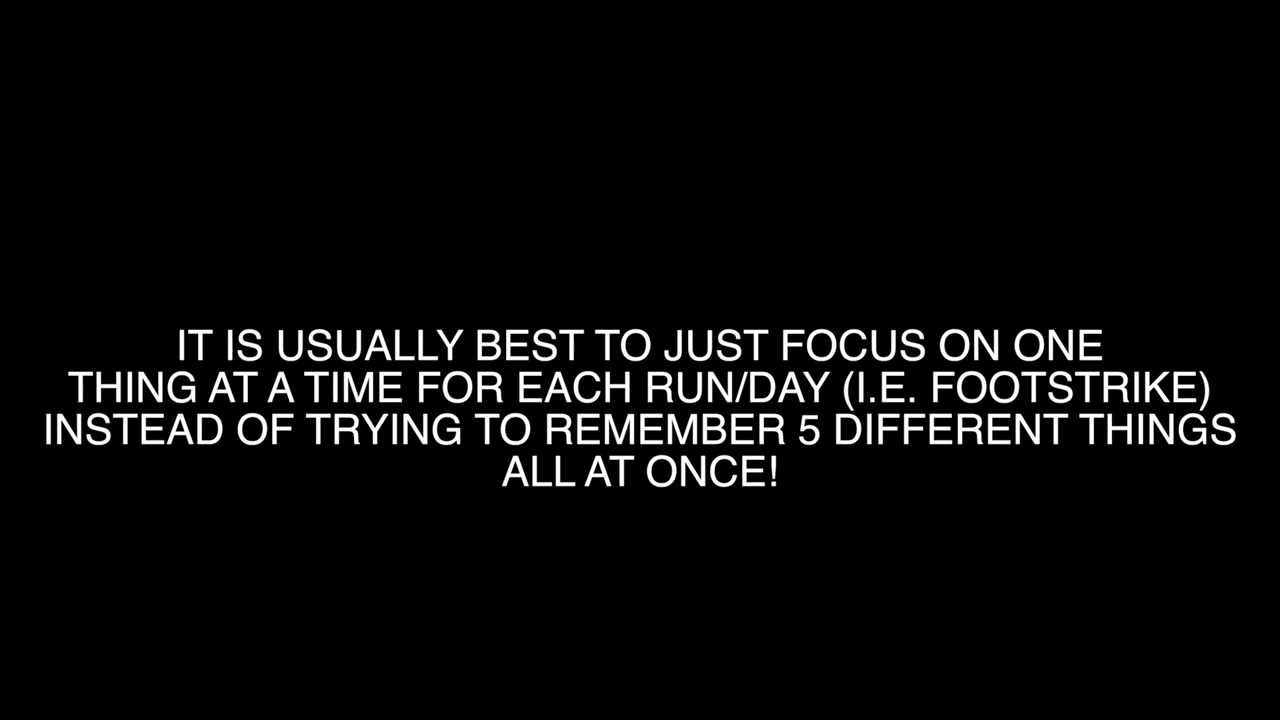 IT IS USUALLY BEST TO JUST FOCUS ON ONE
THING AT A TIME FOR EACH RUN/DAY (I.E. FOOTSTRIKE)
INSTEAD OF TRYING TO REMEMBER 5 DIFFERENT THINGS
ALL AT ONCE!